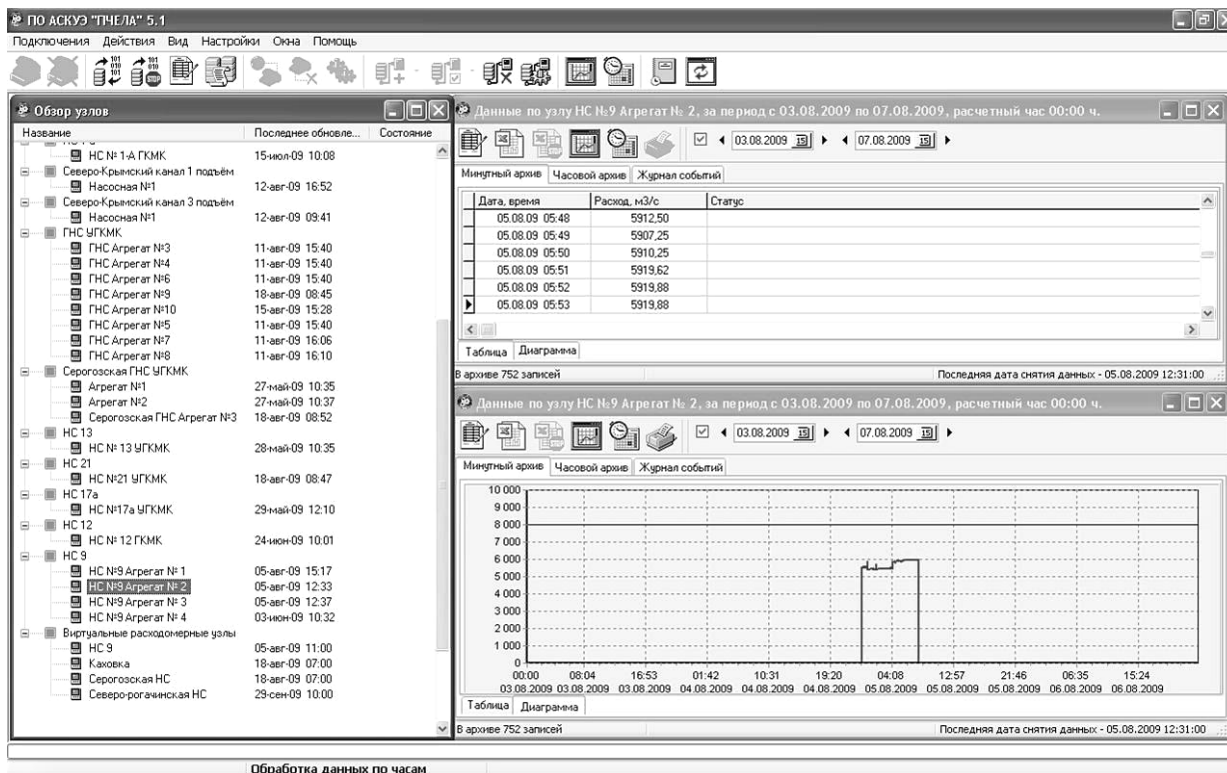 ПО АСКУЭ "ПЧЕЛА" 5.1
Подключения Действия Вид Настройки Окна Помощь
Обзор узлов
Название Последнее обновле... Состояние
НС № 1-А ГКМК 15-июл-09 10:08
Северо-Крымский канал 1 подъём
Насосная №1 12-авг-09 16:52
Северо-Крымский канал 3 подъём
Насосная №1 12-авг-09 09:41
ГНС УГКМК
ГНС Агрегат №3 11-авг-09 15:40
ГНС Агрегат №4 11-авг-09 15:40
ГНС Агрегат №6 11-авг-09 15:40
ГНС Агрегат №9 18-авг-09 08:45
ГНС Агрегат №10 15-авг-09 15:28
ГНС Агрегат №5 11-авг-09 15:40
ГНС Агрегат №7 11-авг-09 16:06
ГНС Агрегат №8 11-авг-09 16:10
Серогозская ГНС УГКМК
Агрегат №1 27-май-09 10:35
Агрегат №2 27-май-09 10:37
Серогозская ГНС Агрегат №3 18-авг-09 08:52
НС 13
НС № 13 УГКМК 28-май-09 10:35
НС 21
НС №21 УГКМК 18-авг-09 08:47
НС 17а
НС №17а УГКМК 29-май-09 12:10
НС 12
НС № 12 ГКМК 24-июн-09 10:01
НС 9
НС №9 Агрегат № 1 05-авг-09 15:17
НС №9 Агрегат № 2 05-авг-09 12:33
НС №9 Агрегат № 3 05-авг-09 12:37
НС №9 Агрегат № 4 03-июн-09 10:32
Виртуальные расходомерные узлы
НС 9 05-авг-09 11:00
Каховка 18-авг-09 07:00
Серогозская НС 18-авг-09 07:00
Северо-рогачинская НС 29-сен-09 10:00
Данные по узлу НС №9 Агрегат № 2, за период с 03.08.2009 по 07.08.2009, расчетный час 00:00 ч.
03.08.2009 15 07.08.2009 15
Минутный архив Часовой архив Журнал событий
Дата, время Расход, м3/с Статус
05.08.09 05:48 5912,50
05.08.09 05:49 5907,25
05.08.09 05:50 5910,25
05.08.09 05:51 5919,62
05.08.09 05:52 5919,88
05.08.09 05:53 5919,88
Таблица Диаграмма
В архиве 752 записей Последняя дата снятия данных - 05.08.2009 12:31:00
Данные по узлу НС №9 Агрегат № 2, за период с 03.08.2009 по 07.08.2009, расчетный час 00:00 ч.
03.08.2009 15 07.08.2009 15
Минутный архив Часовой архив Журнал событий
10 000
9 000
8 000
7 000
6 000
5 000
4 000
3 000
2 000
1 000
0
00:00 08:04 16:53 01:42 10:31 19:20 04:08 12:57 21:46 06:35 15:24
03.08.2009 03.08.2009 03.08.2009 04.08.2009 04.08.2009 04.08.2009 05.08.2009 05.08.2009 05.08.2009 06.08.2009 06.08.2009
Таблица Диаграмма
В архиве 752 записей Последняя дата снятия данных - 05.08.2009 12:31:00
Обработка данных по часам